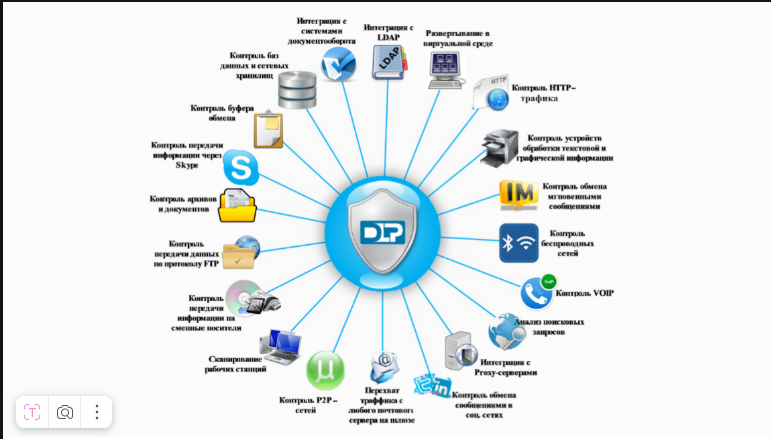 Интеграция с
системами
документооборота
Интеграция с
LDAP
LDAP
Развертывание в
виртуальной среде
HTTP
Контроль HTTP–
трафика
Контроль устройств
обработки текстовой и
графической информации
IM
Контроль обмена
мгновенными
сообщениями
Контроль
беспроводных
сетей
Контроль VOIP
Анализ поисковых
запросов
Интеграция с
Proxy-серверами
in
Контроль обмена
сообщениями в
соц. сетях
@
Перехват
траффика с
любого почтового
сервера на шлюзе
µ
Контроль P2P–
сетей
Сканирование
рабочих станций
Контроль
передачи
информации на
сменные носители
Контроль
передачи данных
по протоколу FTP
Контроль архивов
и документов
Контроль передачи
информации через
Skype
S
Контроль буфера
обмена
Контроль баз
данных и сетевых
хранилищ
DLP
T